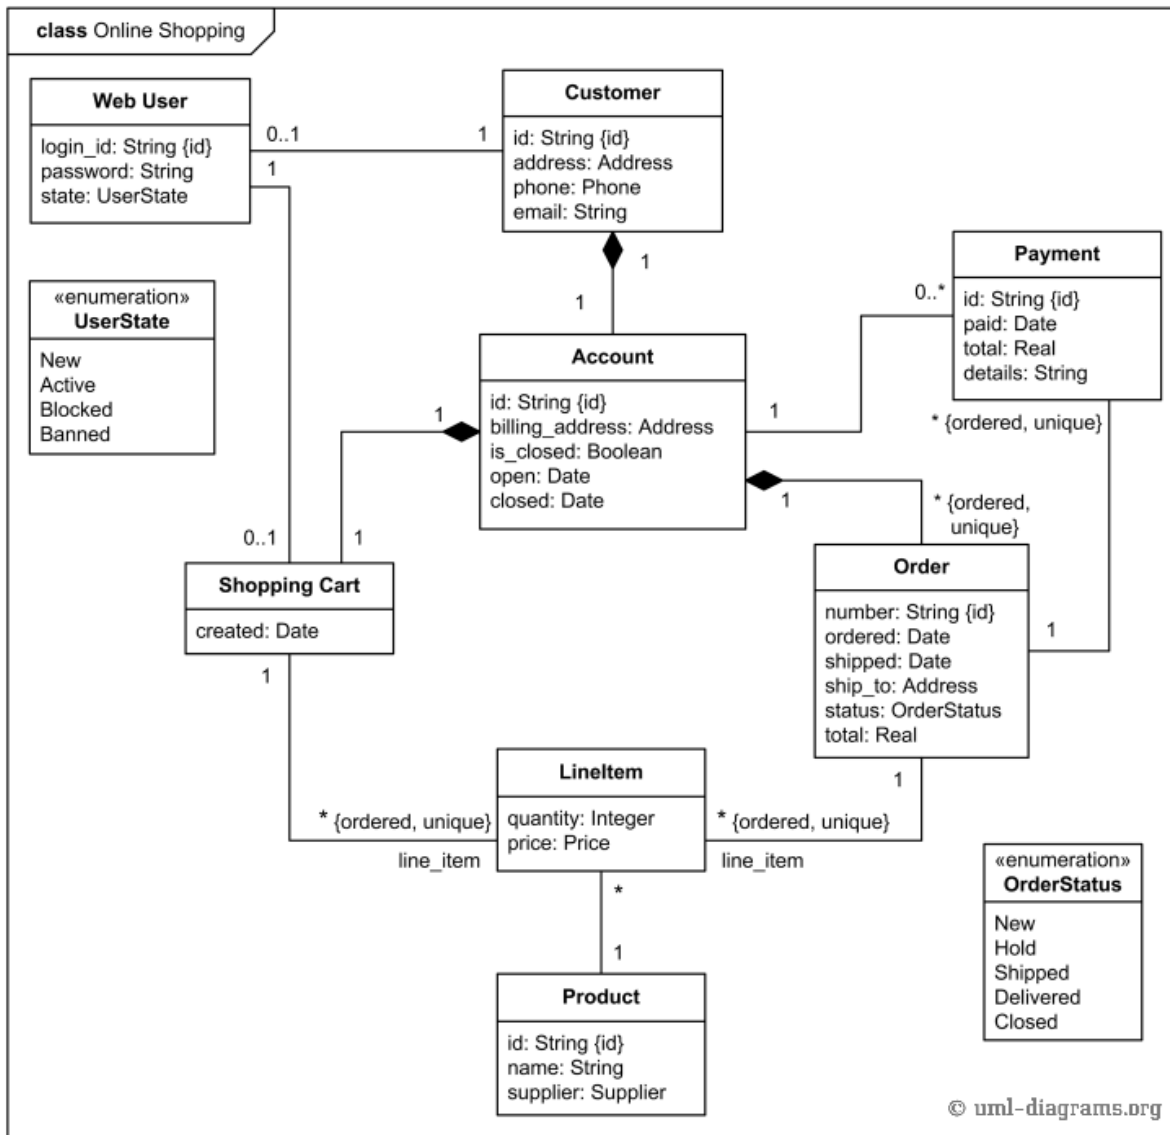 class Online Shopping
Web User
login_id: String {id}
password: String
state: UserState
0..1
1
1
Customer
id: String {id}
address: Address
phone: Phone
email: String
1
1
«enumeration»
UserState
New
Active
Blocked
Banned
Payment
id: String {id}
paid: Date
total: Real
details: String
0..*
1
* {ordered, unique}
Account
id: String {id}
billing_address: Address
is_closed: Boolean
open: Date
closed: Date
1
1
* {ordered,
unique}
0..1
1
Shopping Cart
created: Date
1
Order
number: String {id}
ordered: Date
shipped: Date
ship_to: Address
status: OrderStatus
total: Real
1
1
LineItem
quantity: Integer
price: Price
* {ordered, unique}
line_item
* {ordered, unique}
line_item
*
1
Product
id: String {id}
name: String
supplier: Supplier
«enumeration»
OrderStatus
New
Hold
Shipped
Delivered
Closed
© uml-diagrams.org